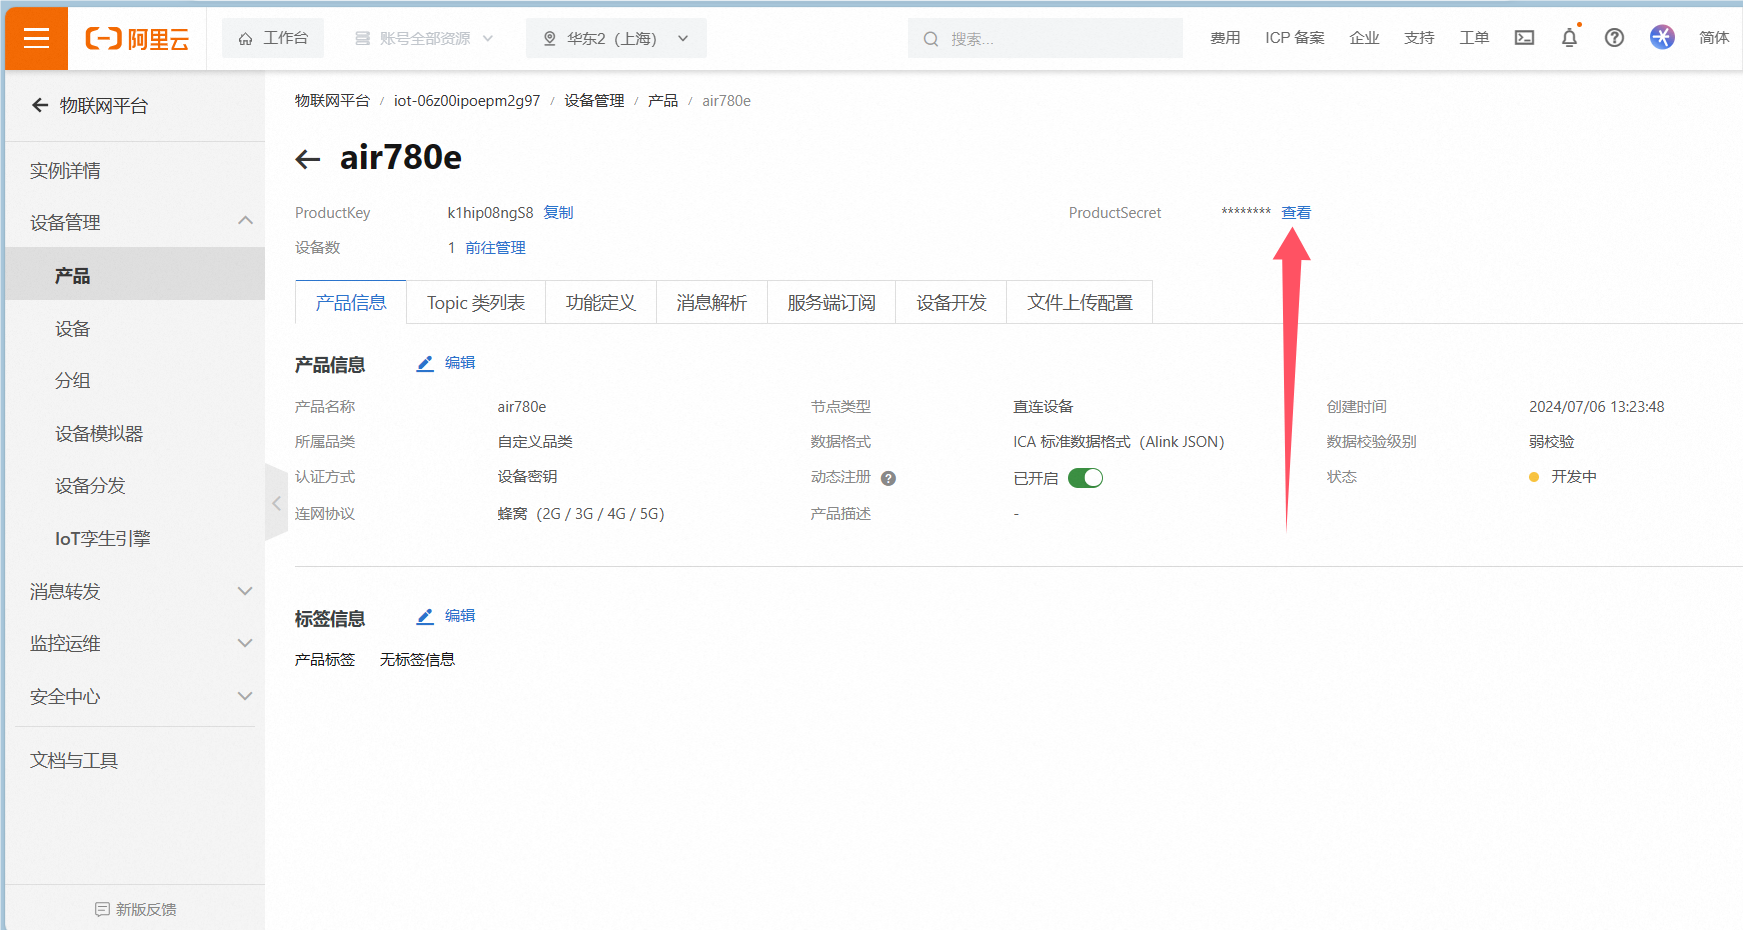 阿里云 工作台 账号全部资源 华东2（上海） 搜索... 费用 ICP 备案 企业 支持 工单 简体
物联网平台
实例详情
设备管理
产品
设备
分组
设备模拟器
设备分发
IoT孪生引擎
消息转发
监控运维
安全中心
文档与工具
新版反馈
物联网平台 / iot-06z00ipoepm2g97 / 设备管理 / 产品 / air780e
air780e
ProductKey k1hip08ngS8 复制 ProductSecret ******** 查看
设备数 1 前往管理
产品信息 Topic 类列表 功能定义 消息解析 服务端订阅 设备开发 文件上传配置
产品信息 编辑
产品名称 air780e 节点类型 直连设备 创建时间 2024/07/06 13:23:48
所属品类 自定义品类 数据格式 ICA 标准数据格式（Alink JSON） 数据校验级别 弱校验
认证方式 设备密钥 动态注册 ? 已开启 状态 开发中
连网协议 蜂窝（2G / 3G / 4G / 5G） 产品描述 -
标签信息 编辑
产品标签 无标签信息